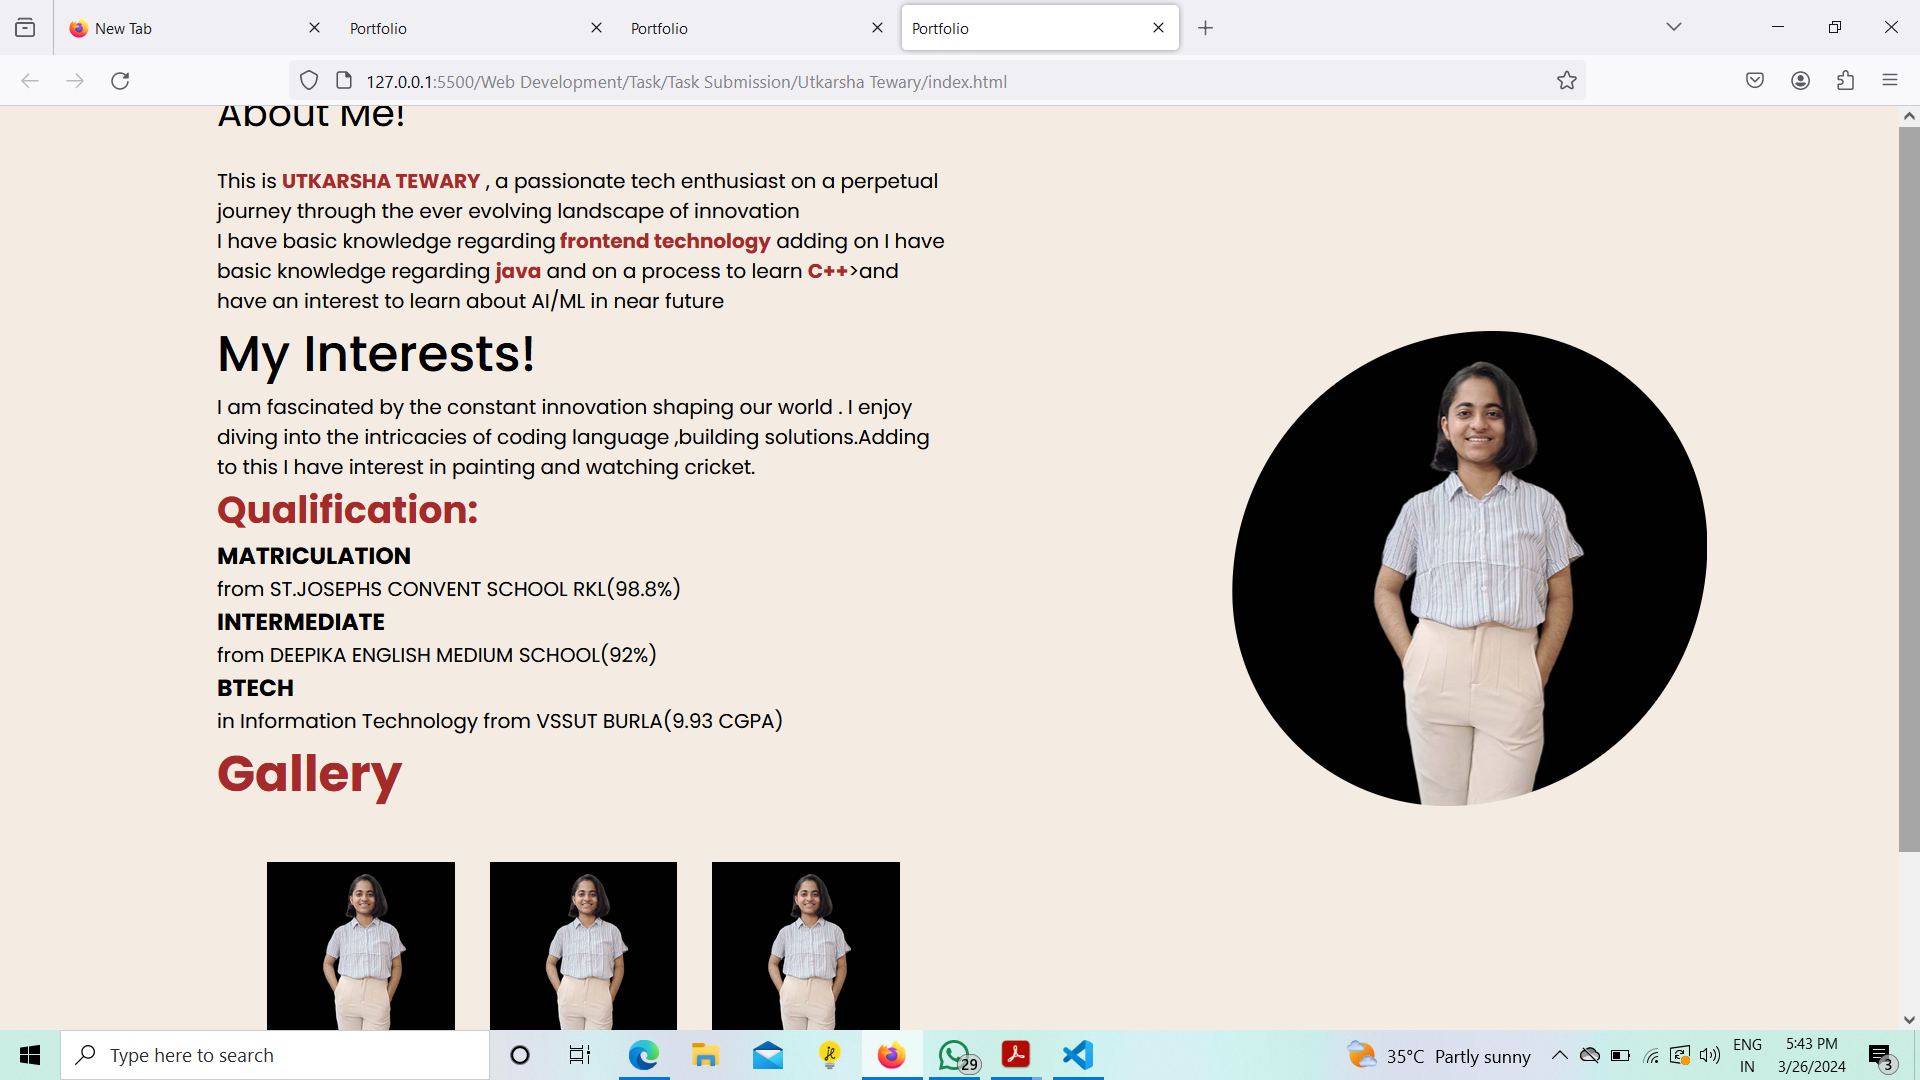 New Tab
Portfolio
Portfolio
Portfolio
127.0.0.1:5500/Web Development/Task/Task Submission/Utkarsha Tewary/index.html
About Me!
This is UTKARSHA TEWARY , a passionate tech enthusiast on a perpetual
journey through the ever evolving landscape of innovation
I have basic knowledge regarding frontend technology adding on I have
basic knowledge regarding java and on a process to learn C++>and
have an interest to learn about AI/ML in near future
My Interests!
I am fascinated by the constant innovation shaping our world . I enjoy
diving into the intricacies of coding language ,building solutions.Adding
to this I have interest in painting and watching cricket.
Qualification:
MATRICULATION
from ST.JOSEPHS CONVENT SCHOOL RKL(98.8%)
INTERMEDIATE
from DEEPIKA ENGLISH MEDIUM SCHOOL(92%)
BTECH
in Information Technology from VSSUT BURLA(9.93 CGPA)
Gallery
Type here to search
29
35°C Partly sunny
ENG
IN
5:43 PM
3/26/2024
3